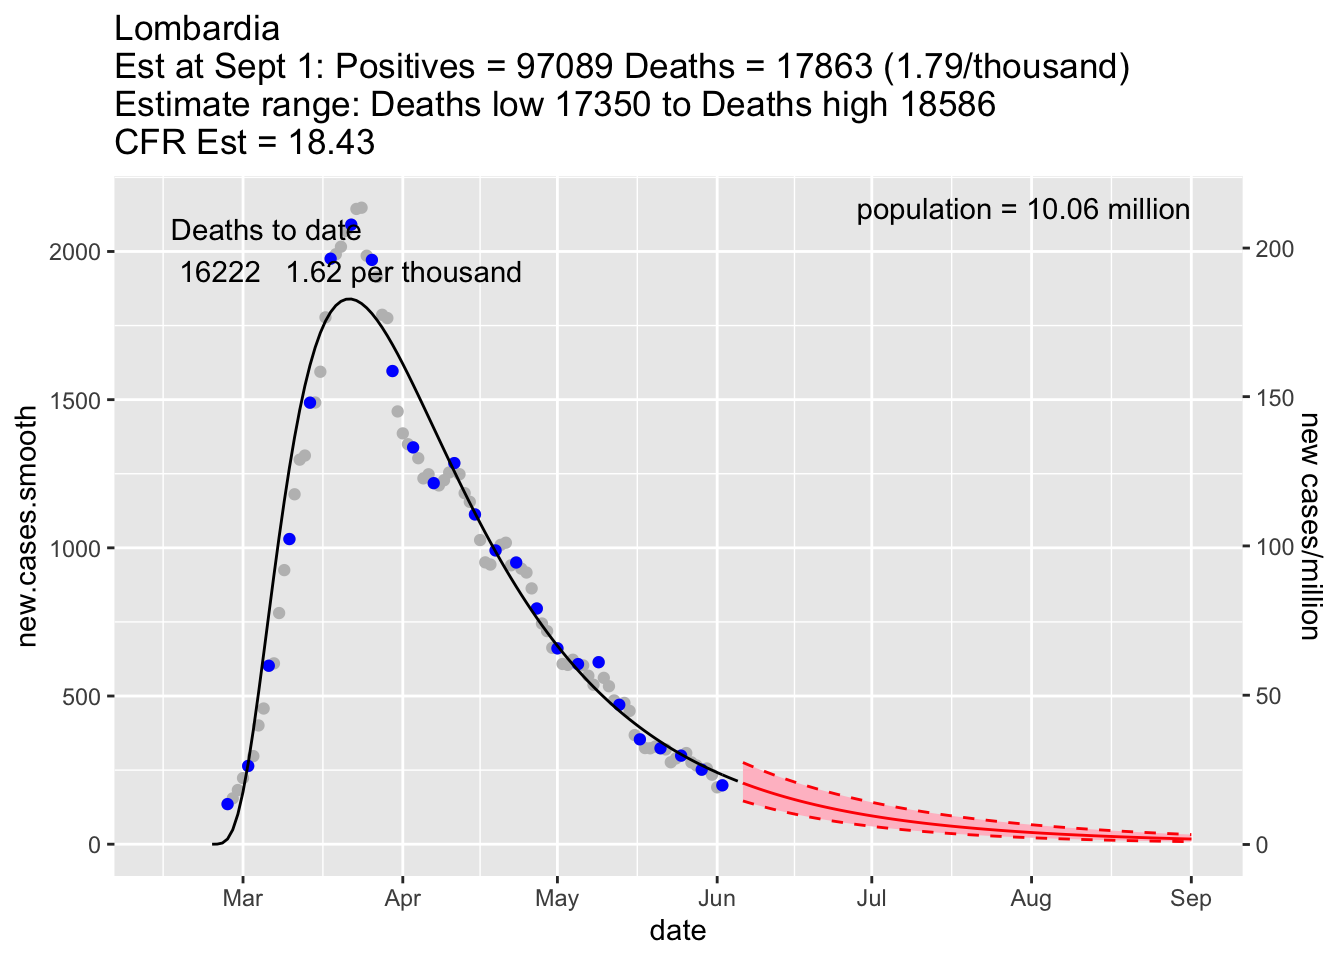 Lombardia
Est at Sept 1: Positives = 97089 Deaths = 17863 (1.79/thousand)
Estimate range: Deaths low 17350 to Deaths high 18586
CFR Est = 18.43
population = 10.06 million
Deaths to date
16222 1.62 per thousand
2000
1500
1000
500
0
new.cases.smooth
200
150
100
50
0
new cases/million
Mar Apr May Jun Jul Aug Sep
date